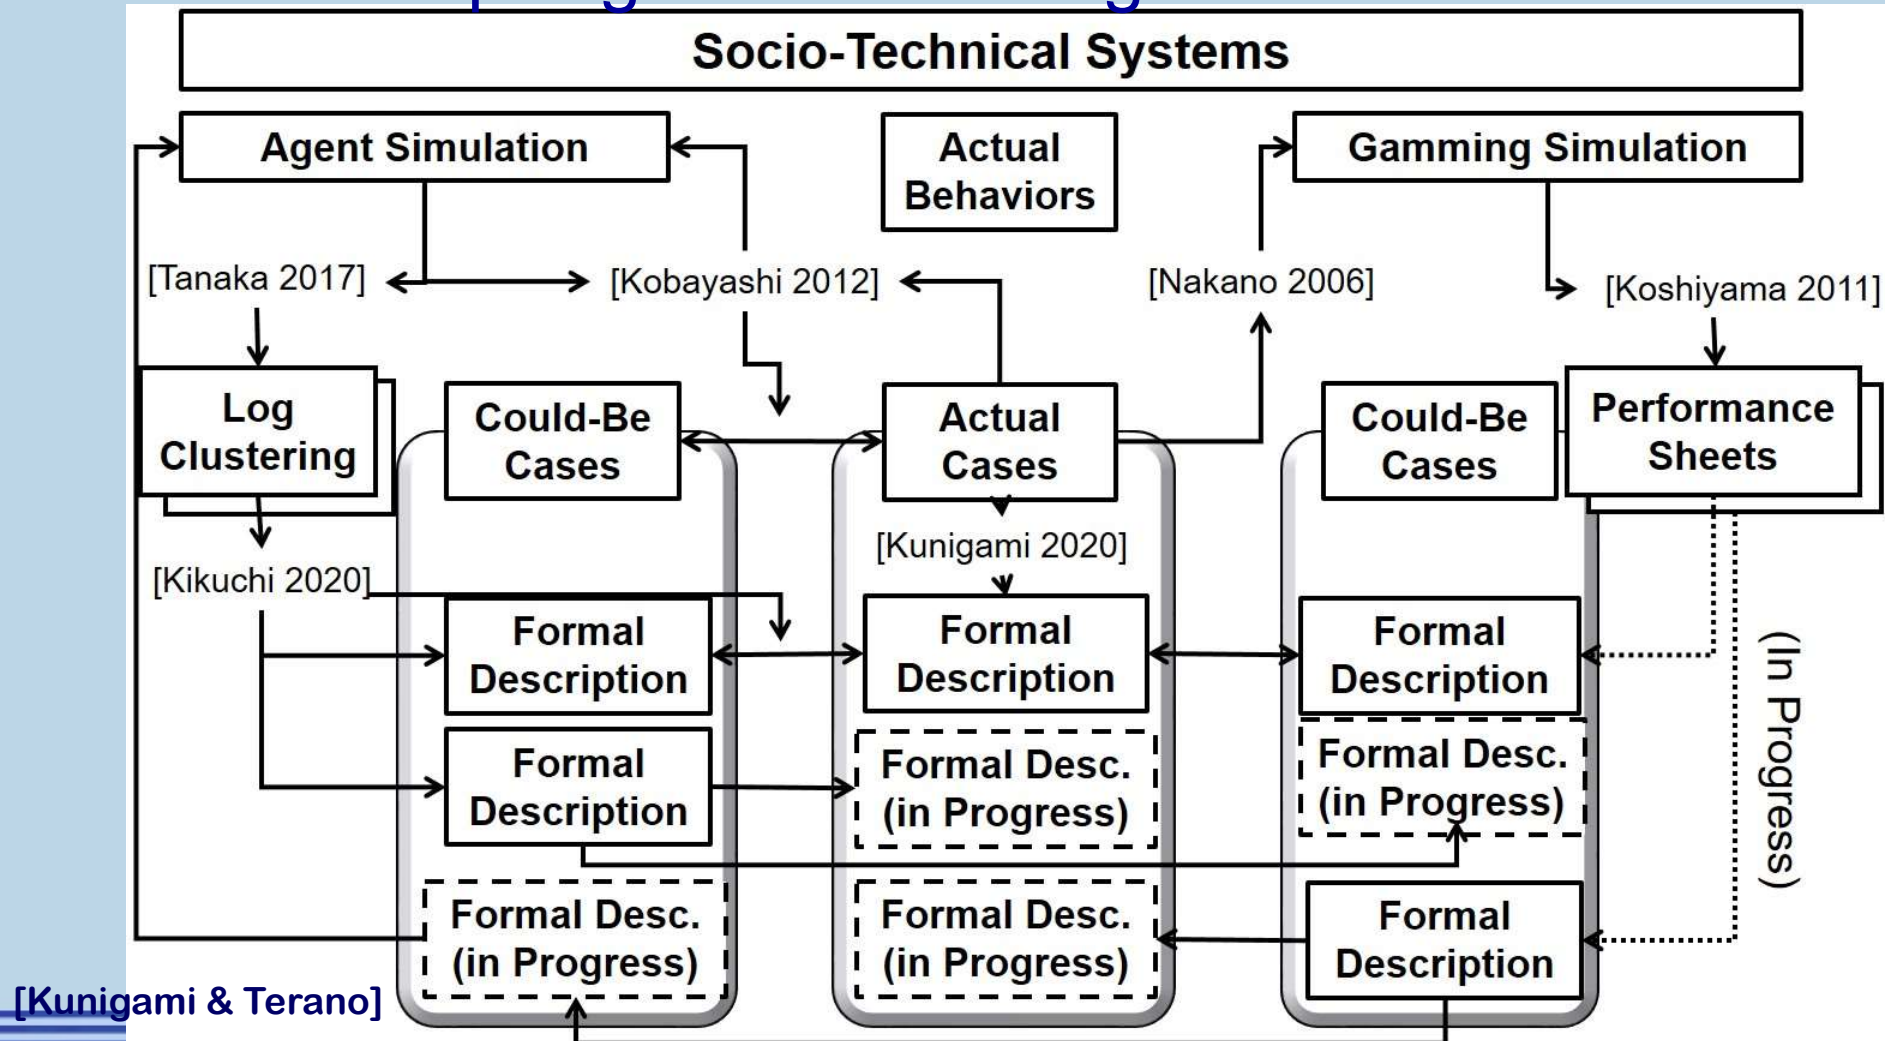 Socio-Technical Systems
Agent Simulation
Actual
Behaviors
Gamming Simulation
[Tanaka 2017]
[Kobayashi 2012]
[Nakano 2006]
[Koshiyama 2011]
Log
Clustering
Could-Be
Cases
Actual
Cases
Could-Be
Cases
Performance
Sheets
[Kunigami 2020]
[Kikuchi 2020]
Formal
Description
Formal
Description
Formal
Description
(In Progress)
Formal
Description
Formal Desc.
(in Progress)
Formal Desc.
(in Progress)
Formal Desc.
(in Progress)
Formal Desc.
(in Progress)
Formal
Description
[Kunigami & Terano]